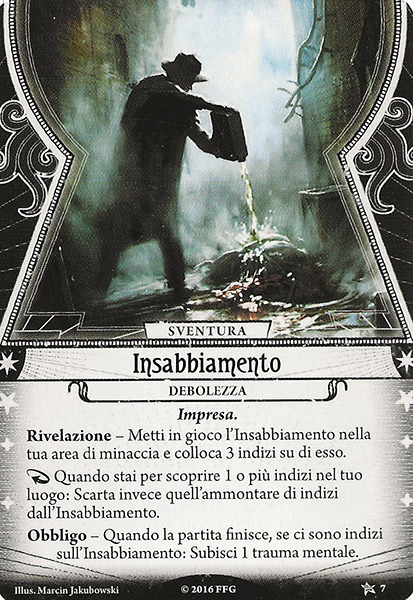 SVENTURA
Insabbiamento
DEBOLEZZA
Impresa.
Rivelazione – Metti in gioco l'Insabbiamento nella
tua area di minaccia e colloca 3 indizi su di esso.
Quando stai per scoprire 1 o più indizi nel tuo
luogo: Scarta invece quell'ammontare di indizi
dall'Insabbiamento.
Obbligo – Quando la partita finisce, se ci sono indizi
sull'Insabbiamento: Subisci 1 trauma mentale.
Illus. Marcin Jakubowski © 2016 FFG 7